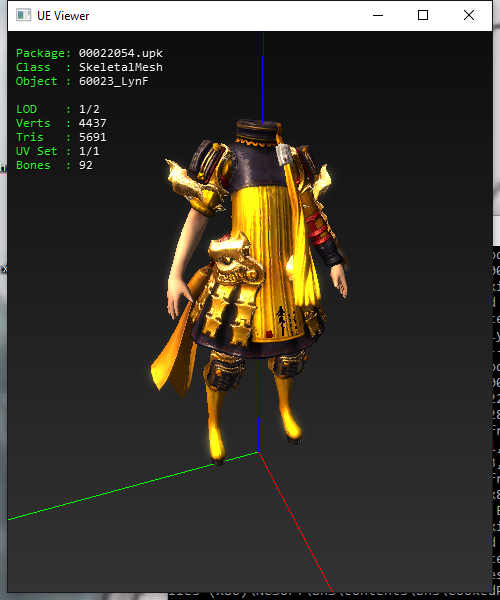 UE Viewer
Package: 00022054.upk
Class : SkeletalMesh
Object : 60023_LynF
LOD : 1/2
Verts : 4437
Tris : 5691
UV Set : 1/1
Bones : 92